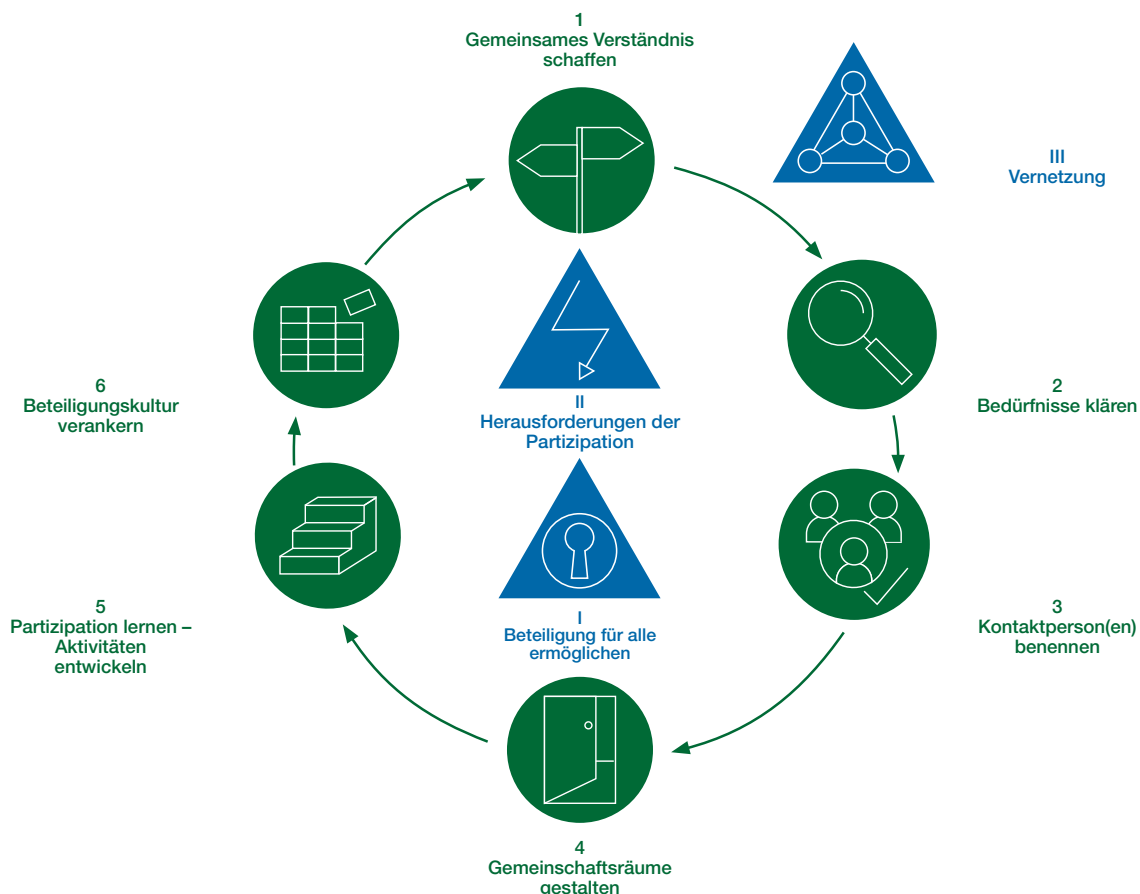 1
Gemeinsames Verständnis
schaffen
III
Vernetzung
2
Bedürfnisse klären
3
Kontaktperson(en)
benennen
4
Gemeinschaftsräume
gestalten
5
Partizipation lernen –
Aktivitäten
entwickeln
6
Beteiligungskultur
verankern
II
Herausforderungen der
Partizipation
I
Beteiligung für alle
ermöglichen